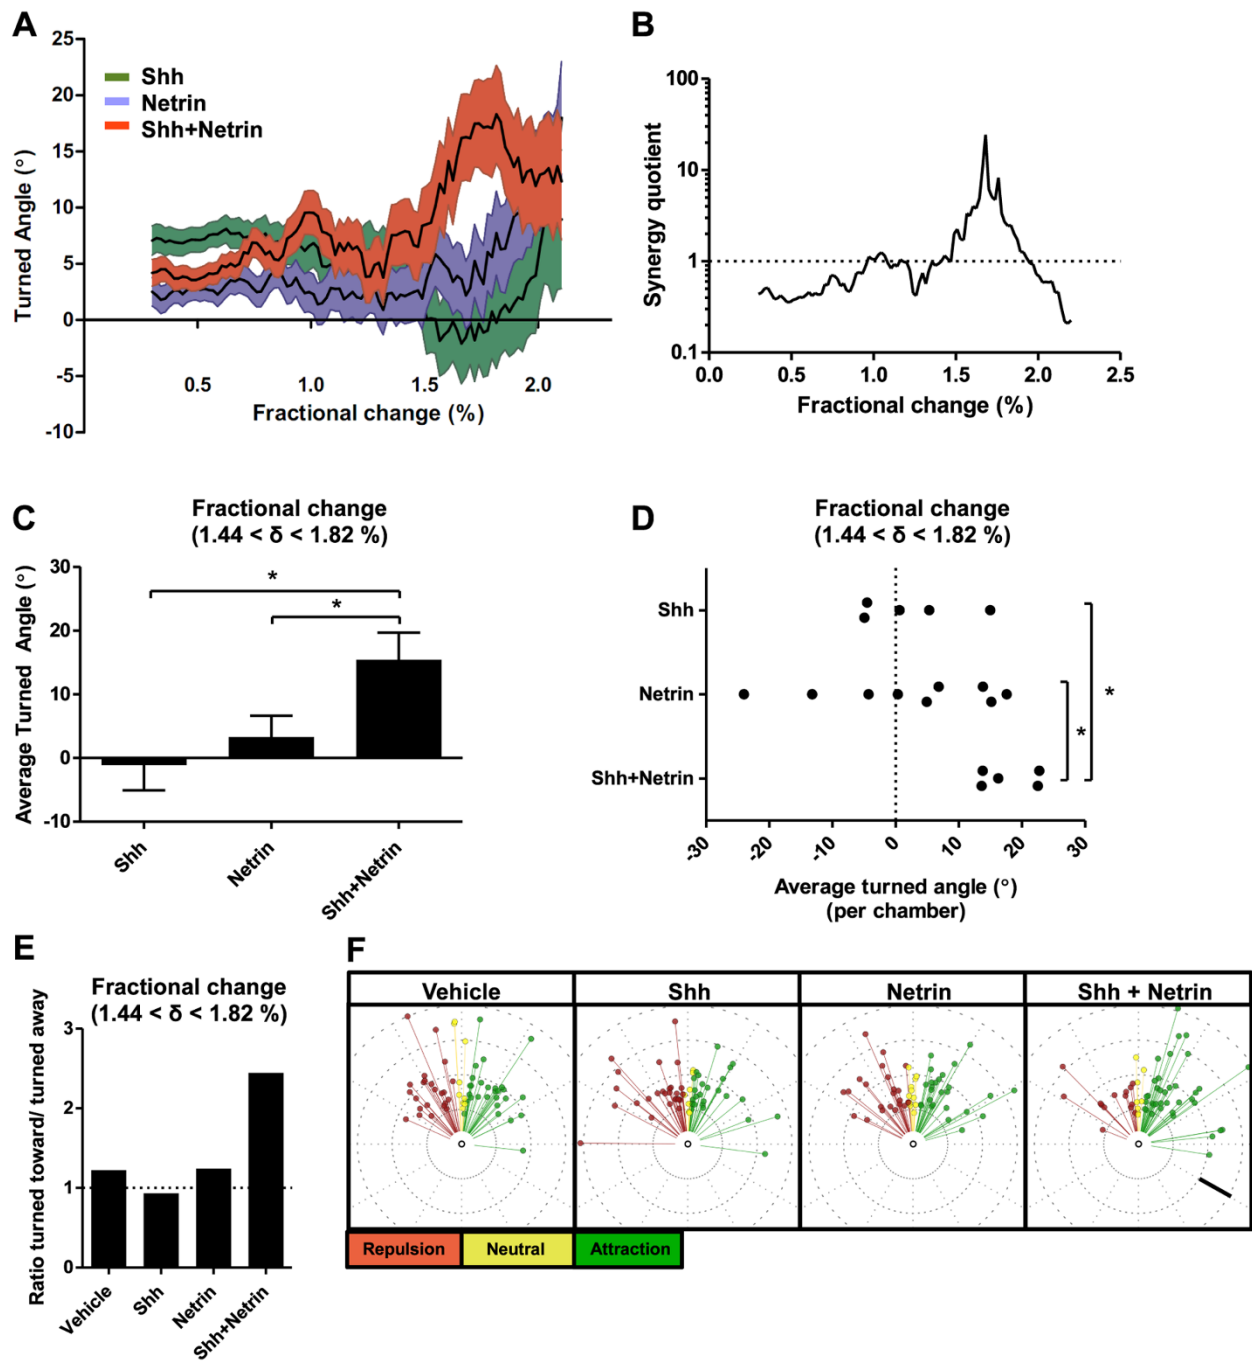 A
25
20
15
10
5
0
-5
-10
Turned Angle (°)
Shh
Netrin
Shh+Netrin
0.5
1.0
1.5
2.0
Fractional change (%)
B
100
10
1
0.1
Synergy quotient
0.0
0.5
1.0
1.5
2.0
2.5
Fractional change (%)
C
Fractional change
(1.44 < δ < 1.82 %)
30
20
10
0
-10
Average Turned Angle (°)
*
*
Shh
Netrin
Shh+Netrin
D
Fractional change
(1.44 < δ < 1.82 %)
Shh
Netrin
Shh+Netrin
*
*
-30
-20
-10
0
10
20
30
Average turned angle (°)
(per chamber)
E
Fractional change
(1.44 < δ < 1.82 %)
3
2
1
0
Ratio turned toward/ turned away
Vehicle
Shh
Netrin
Shh+Netrin
F
Vehicle
Shh
Netrin
Shh + Netrin
Repulsion
Neutral
Attraction